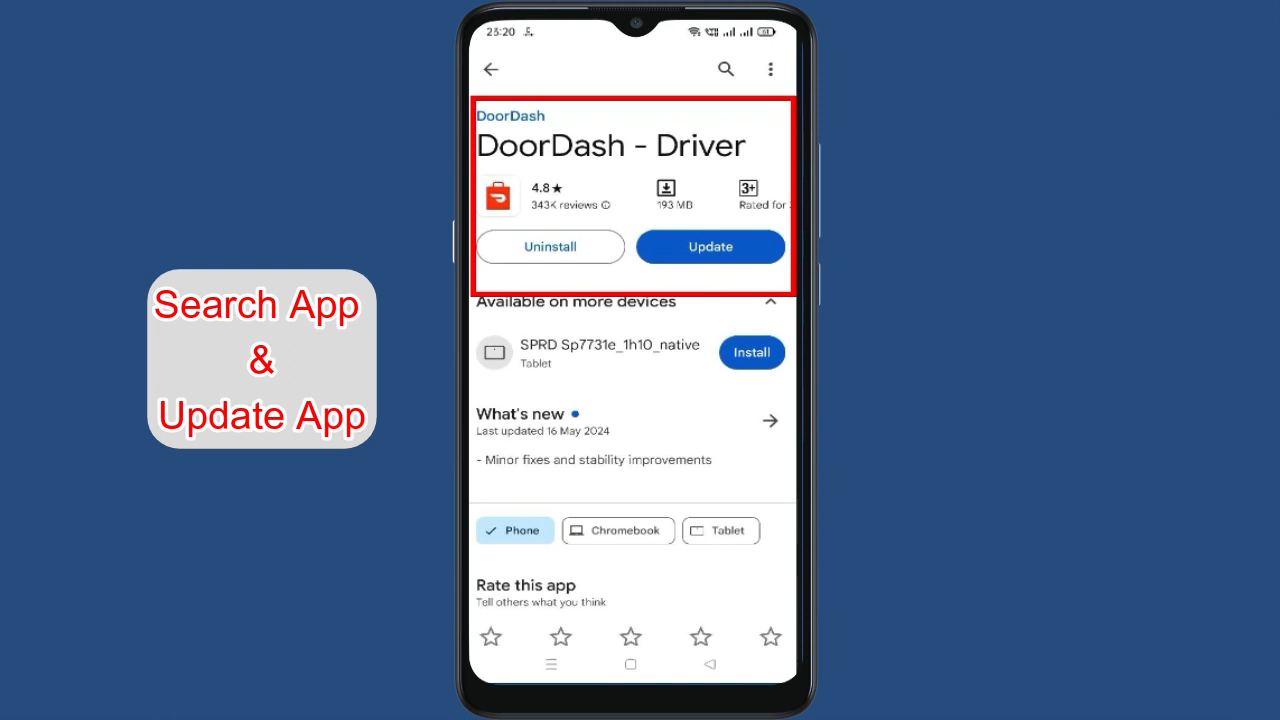 Search App
&
Update App
23:20
DoorDash
DoorDash - Driver
4.8★
343K reviews
193 MB
3+
Rated for
Uninstall
Update
Available on more devices
SPRD Sp7731e_1h10_native
Tablet
Install
What's new
Last updated 16 May 2024
- Minor fixes and stability improvements
Phone
Chromebook
Tablet
Rate this app
Tell others what you think